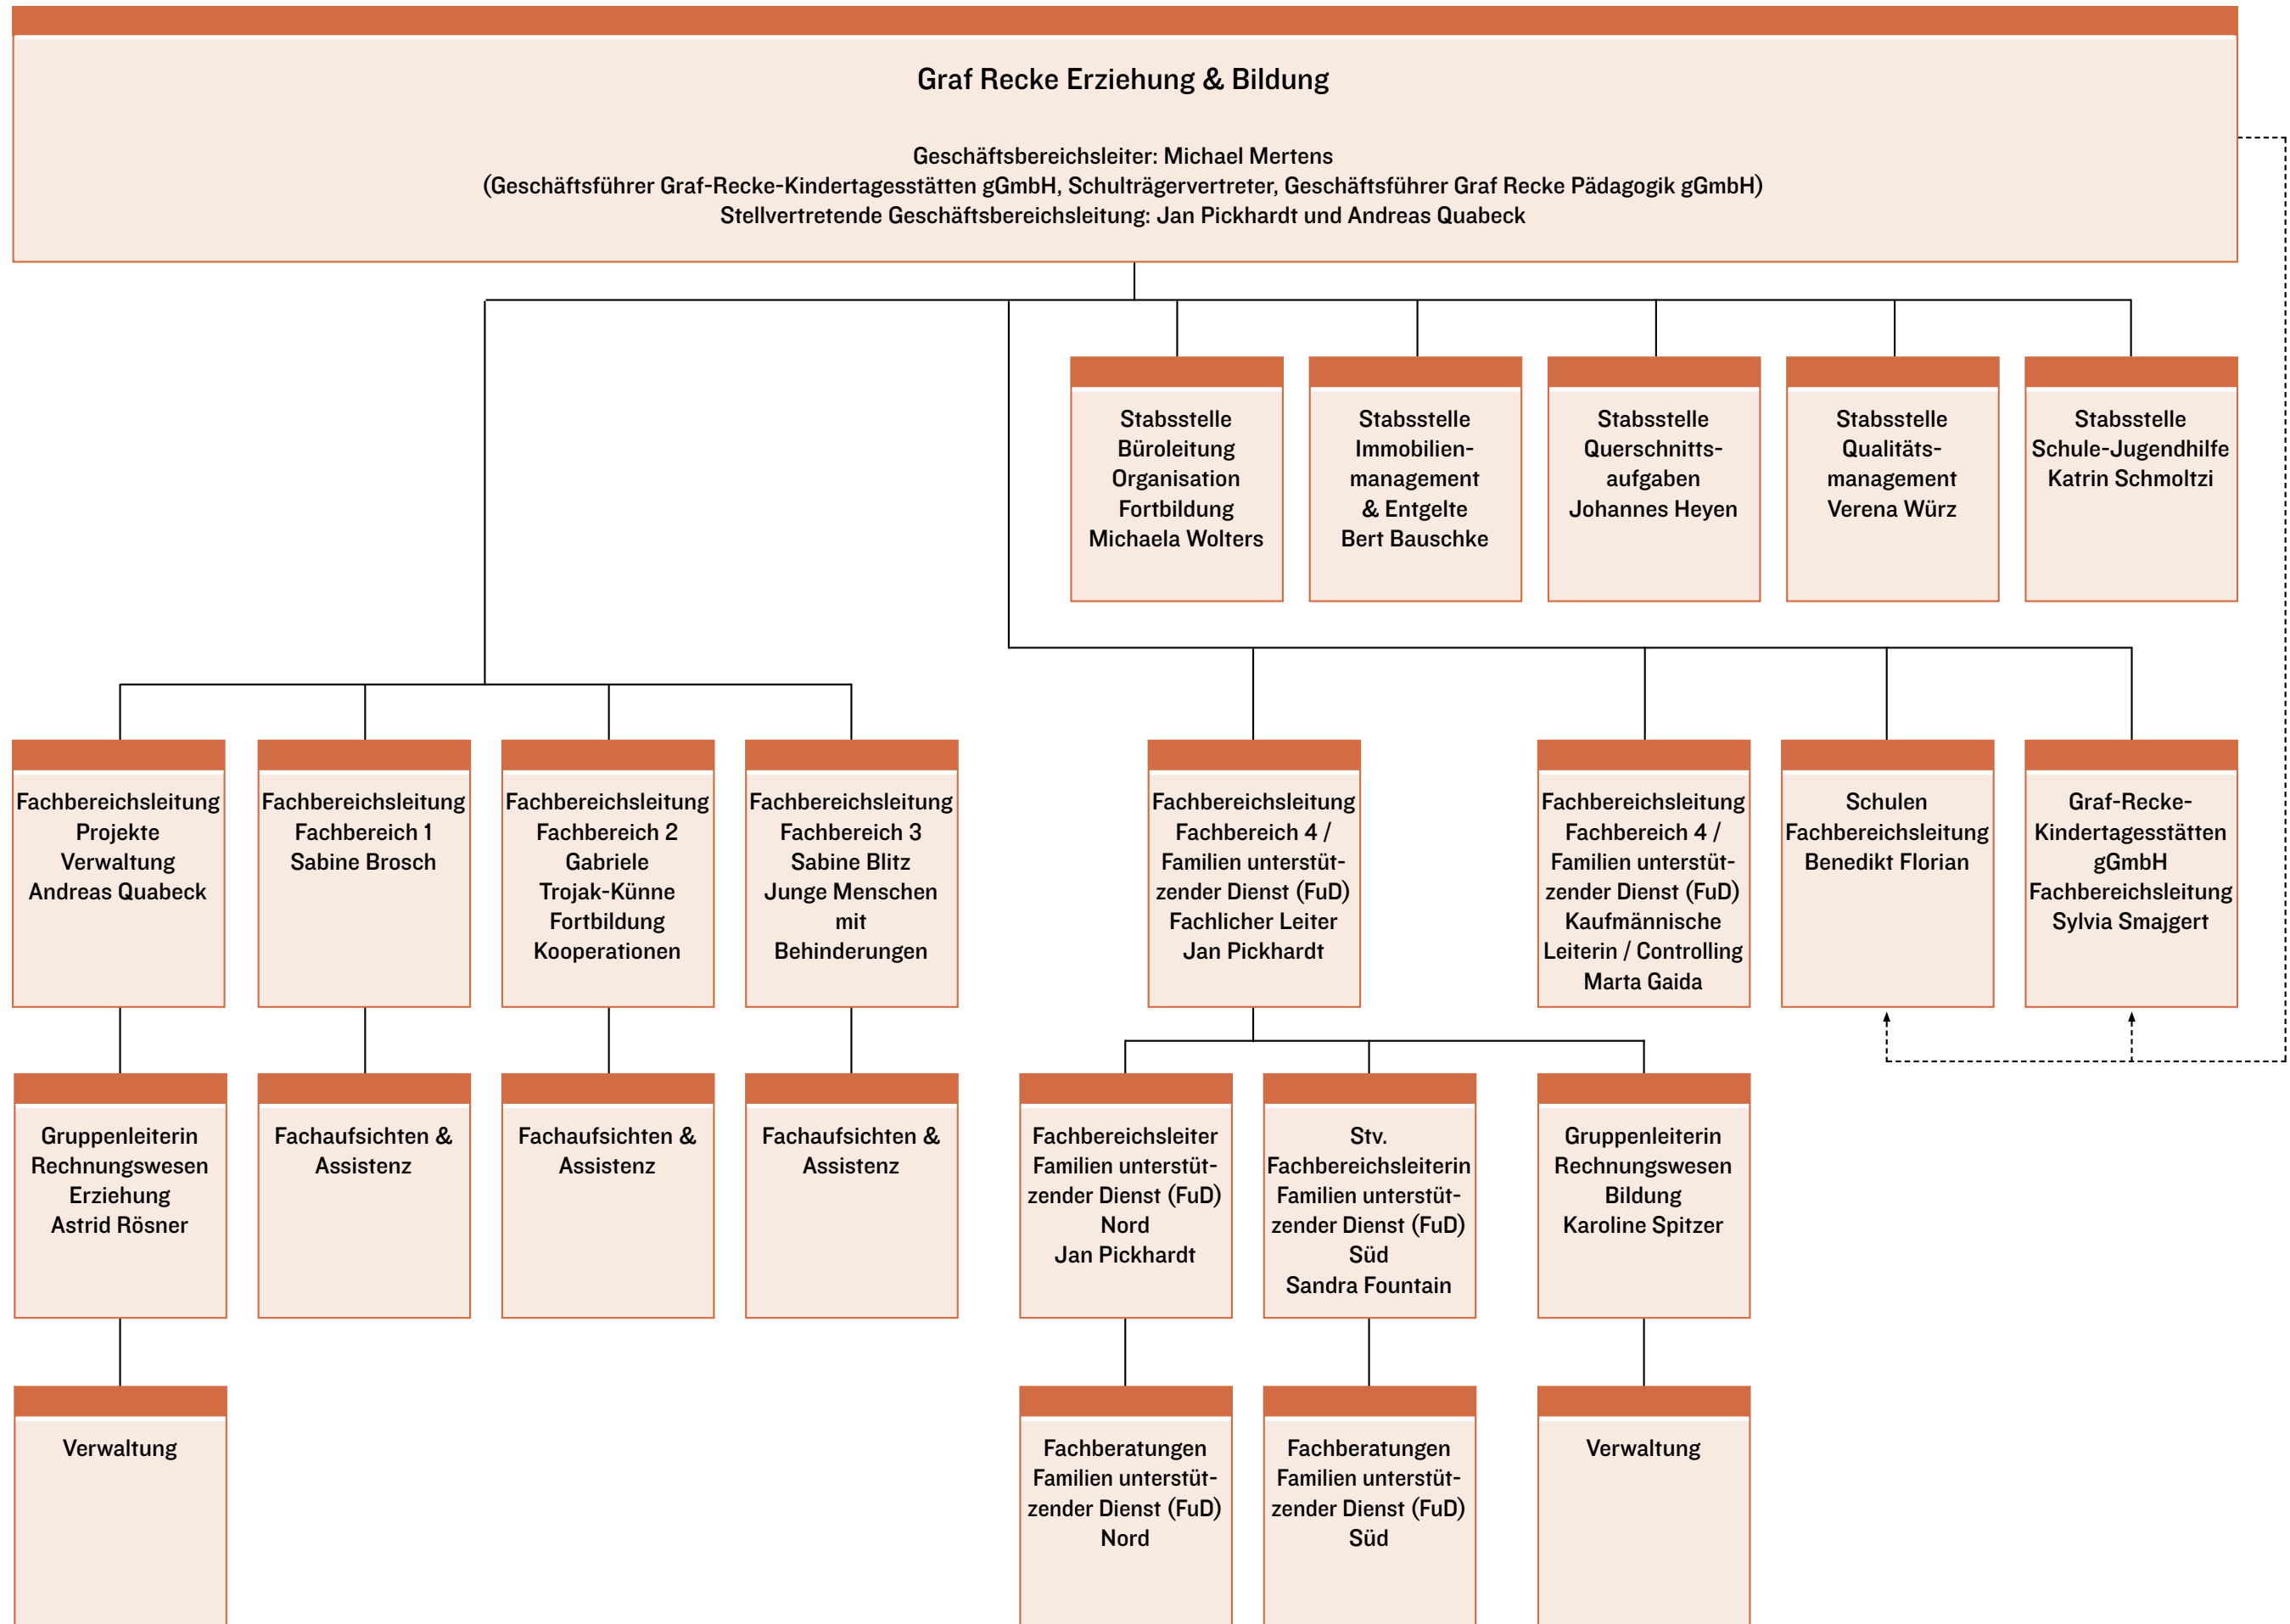 Graf Recke Erziehung & Bildung
Geschäftsbereichsleiter: Michael Mertens
(Geschäftsführer Graf-Recke-Kindertagesstätten gGmbH, Schulträgervertreter, Geschäftsführer Graf Recke Pädagogik gGmbH)
Stellvertretende Geschäftsbereichsleitung: Jan Pickhardt und Andreas Quabeck
Stabsstelle
Büroleitung
Organisation
Fortbildung
Michaela Wolters
Stabsstelle
Immobilien-
management
& Entgelte
Bert Bauschke
Stabsstelle
Querschnitts-
aufgaben
Johannes Heyen
Stabsstelle
Qualitäts-
management
Verena Würz
Stabsstelle
Schule-Jugendhilfe
Katrin Schmoltzi
Fachbereichsleitung
Projekte
Verwaltung
Andreas Quabeck
Fachbereichsleitung
Fachbereich 1
Sabine Brosch
Fachbereichsleitung
Fachbereich 2
Gabriele
Trojak-Künne
Fortbildung
Kooperationen
Fachbereichsleitung
Fachbereich 3
Sabine Blitz
Junge Menschen
mit
Behinderungen
Fachbereichsleitung
Fachbereich 4 /
Familien unterstüt-
zender Dienst (FuD)
Fachlicher Leiter
Jan Pickhardt
Fachbereichsleitung
Fachbereich 4 /
Familien unterstüt-
zender Dienst (FuD)
Kaufmännische
Leiterin / Controlling
Marta Gaida
Schulen
Fachbereichsleitung
Benedikt Florian
Graf-Recke-
Kindertagesstätten
gGmbH
Fachbereichsleitung
Sylvia Smajgert
Gruppenleiterin
Rechnungswesen
Erziehung
Astrid Rösner
Fachaufsichten &
Assistenz
Fachaufsichten &
Assistenz
Fachaufsichten &
Assistenz
Fachbereichsleiter
Familien unterstüt-
zender Dienst (FuD)
Nord
Jan Pickhardt
Stv.
Fachbereichsleiterin
Familien unterstüt-
zender Dienst (FuD)
Süd
Sandra Fountain
Gruppenleiterin
Rechnungswesen
Bildung
Karoline Spitzer
Verwaltung
Fachberatungen
Familien unterstüt-
zender Dienst (FuD)
Nord
Fachberatungen
Familien unterstüt-
zender Dienst (FuD)
Süd
Verwaltung